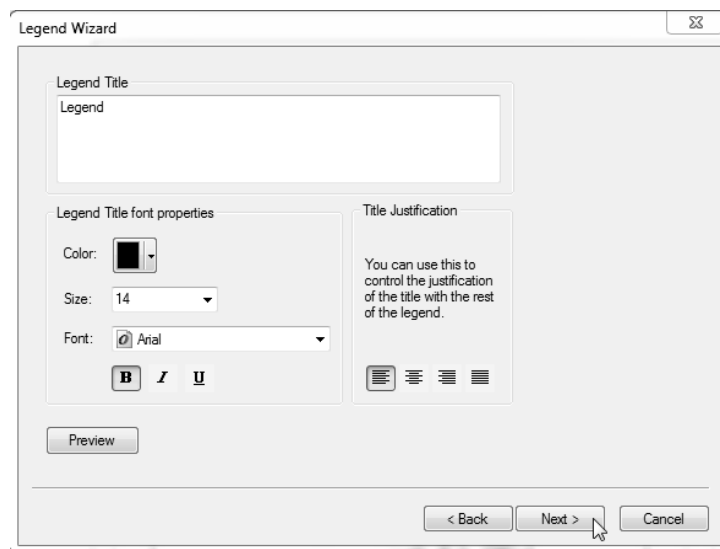 Legend Wizard
Legend Title
Legend
Legend Title font properties
Color:
Size: 14
Font: Arial
B I U
Title Justification
You can use this to
control the justification
of the title with the rest
of the legend.
Preview
< Back Next > Cancel